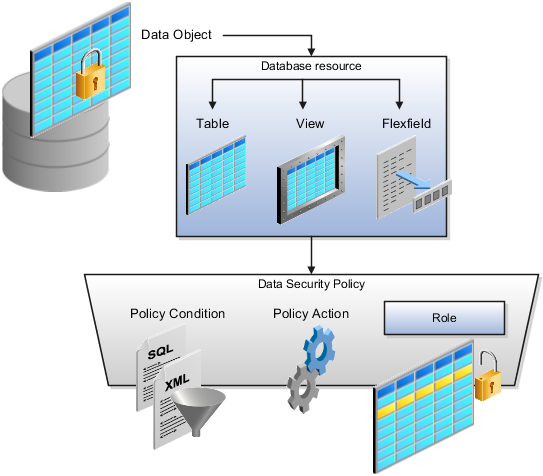 Data Object
Database resource
Table
View
Flexfield
Data Security Policy
Policy Condition
Policy Action
Role
SQL
XML